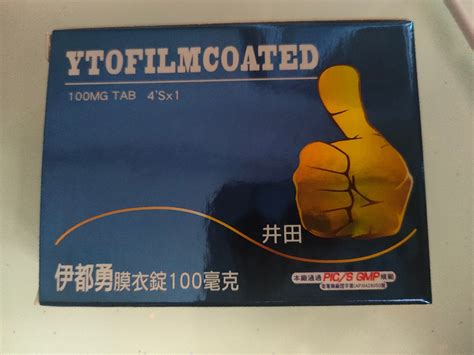 YTOFILMCOATED
100MG TAB 4'Sx1
井田
伊都勇膜衣錠100毫克
本廠通過PIC/S GMP規範